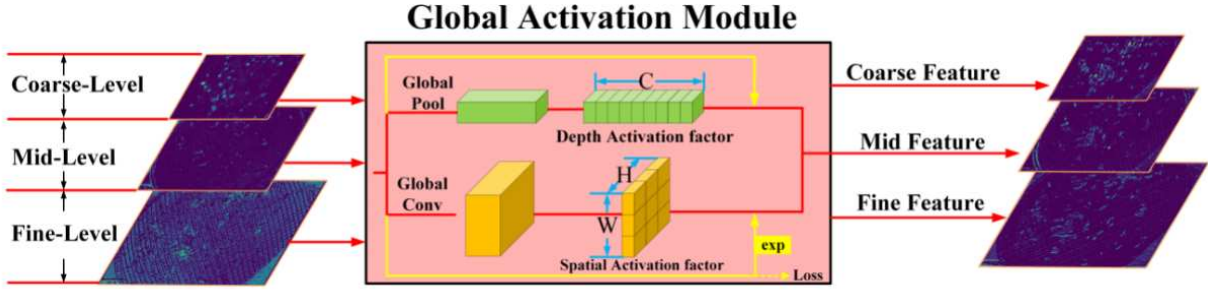 Global Activation Module
Coarse-Level
Mid-Level
Fine-Level
Global
Pool
C
Depth Activation factor
Global
Conv
H
W
Spatial Activation factor
exp
Loss
Coarse Feature
Mid Feature
Fine Feature